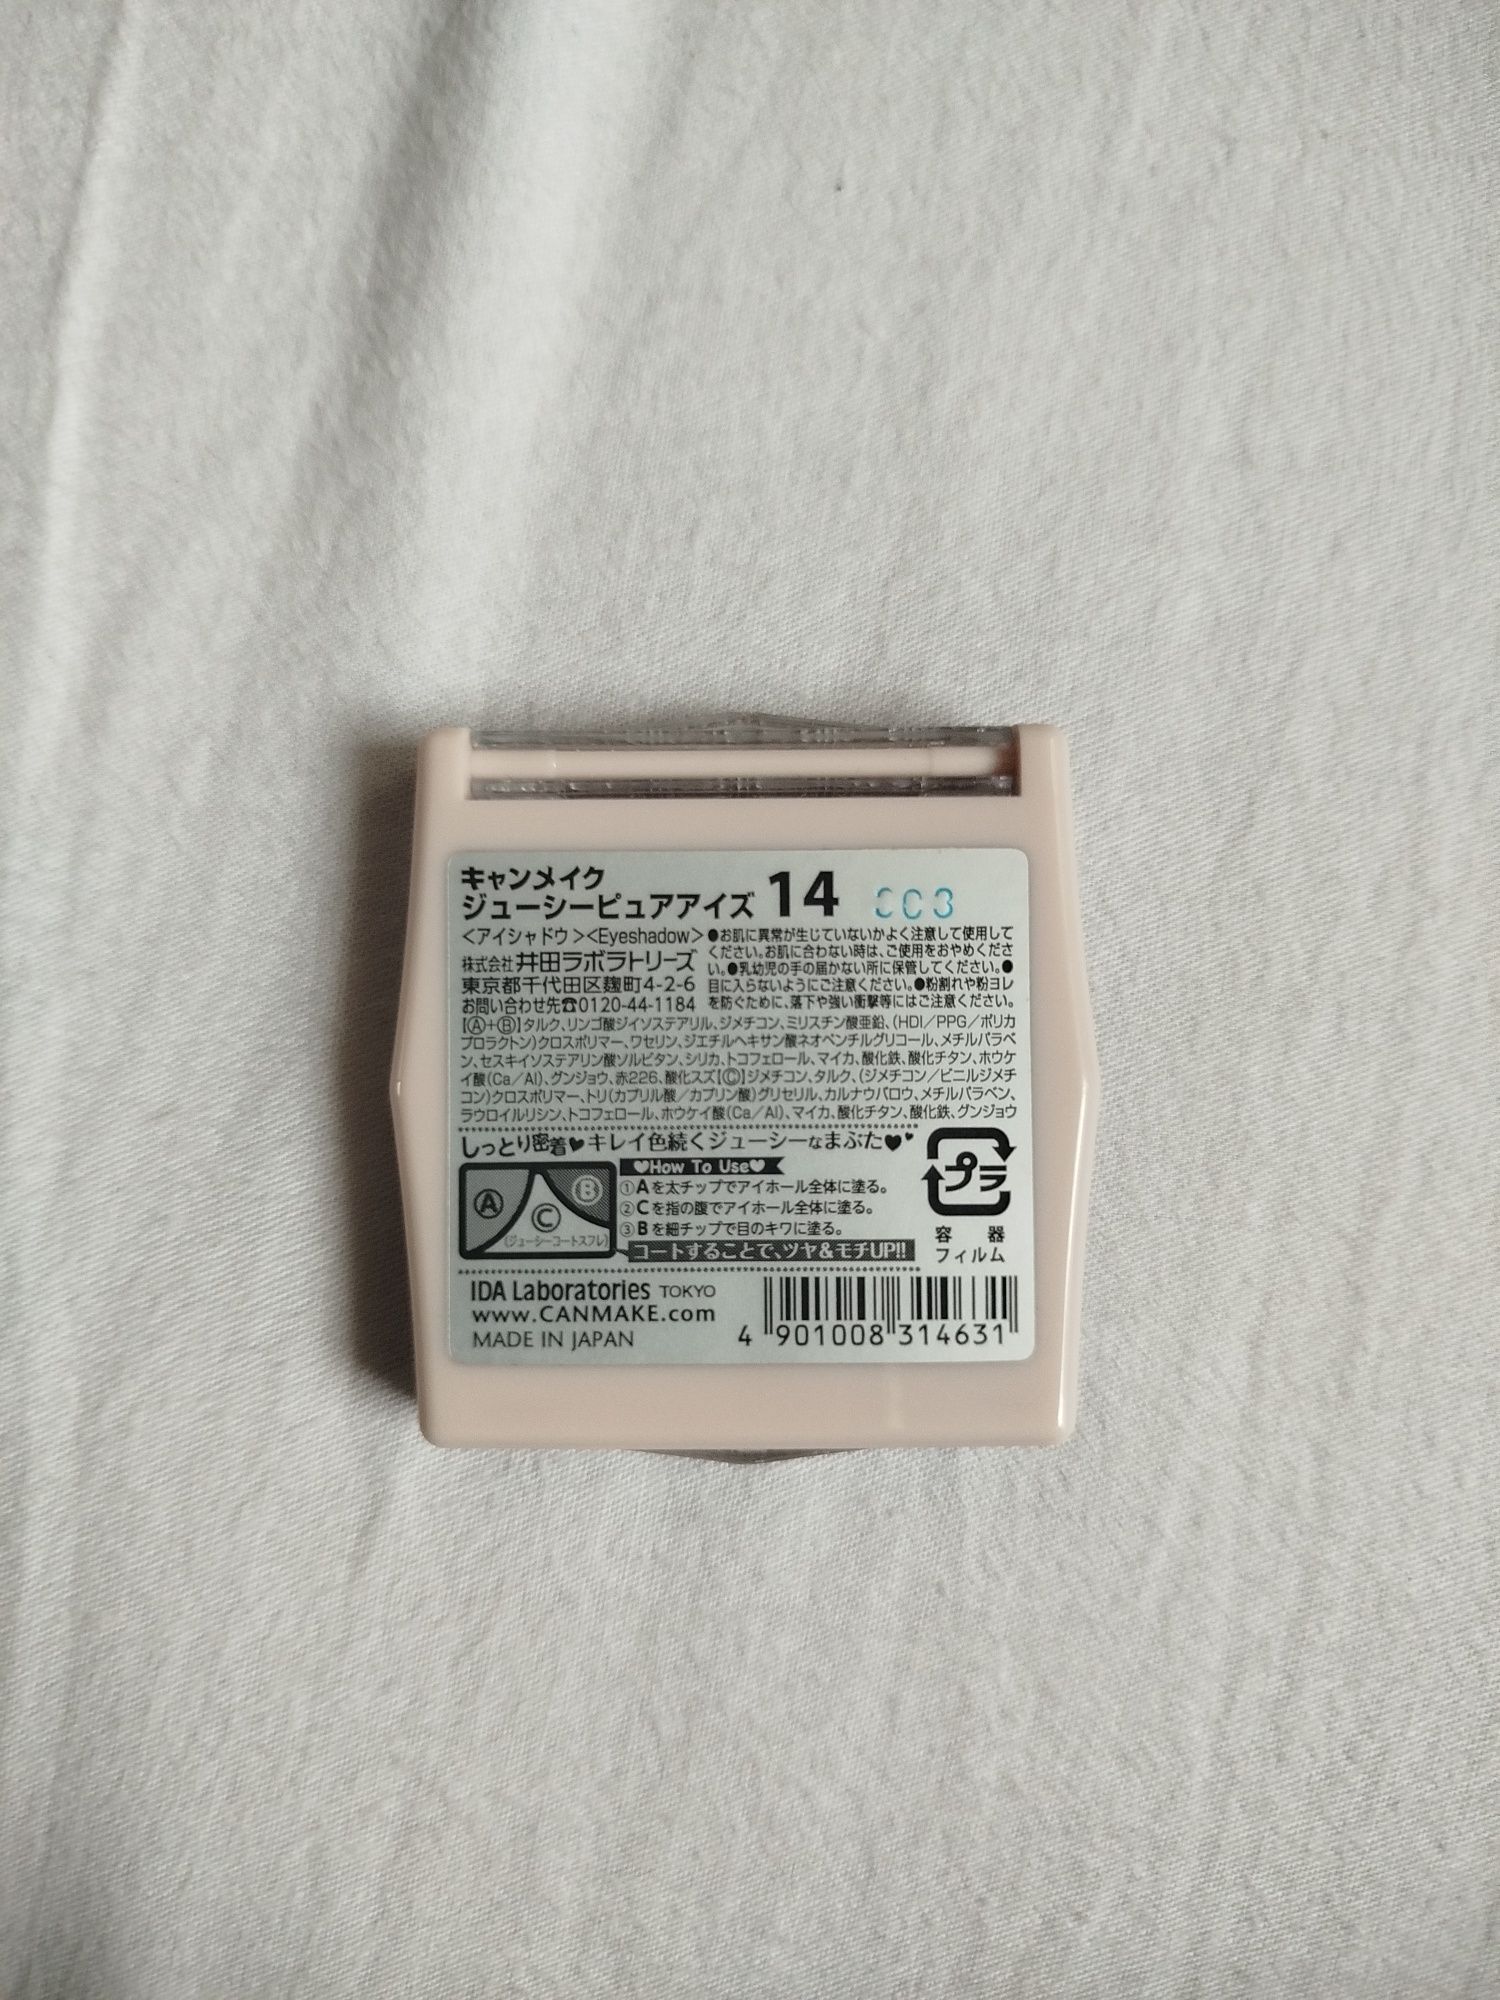 キャンメイク
ジューシーピュアアイズ 14
<アイシャドウ><Eyeshadow>
株式会社 井田ラボラトリーズ
東京都千代田区麹町4-2-6
お問い合わせ先☎0120-44-1184
●お肌に異常が生じていないかよく注意して使用して
ください。お肌に合わない時は、ご使用をおやめくださ
い。●乳幼児の手の届かない所に保管してください。●
目に入らないようにご注意ください。●粉割れや粉ヨレ
を防ぐために、落下や強い衝撃等にはご注意ください。
【Ⓐ+Ⓑ】タルク、リンゴ酸ジイソステアリル、ジメチコン、ミリスチン酸亜鉛、(HDI/PPG/ポリカ
プロラクトン)クロスポリマー、ワセリン、ジエチルヘキサン酸ネオペンチルグリコール、メチルパラベ
ン、セスキイソステアリン酸ソルビタン、シリカ、トコフェロール、マイカ、酸化鉄、酸化チタン、ホウケ
イ酸(Ca/Al)、グンジョウ、赤226、酸化スズ【Ⓒ】ジメチコン、タルク、(ジメチコン/ビニルジメチ
コン)クロスポリマー、トリ(カプリル酸/カプリン酸)グリセリル、カルナウバロウ、メチルパラベン、
ラウロイルリシン、トコフェロール、ホウケイ酸(Ca/Al)、マイカ、酸化チタン、酸化鉄、グンジョウ
しっとり密着♥キレイ色続くジューシーなまぶた♥♥
A
B
C
(ジューシーコートスフレ)
♥How To Use♥
①Aを太チップでアイホール全体に塗る。
②Cを指の腹でアイホール全体に塗る。
③Bを細チップで目のキワに塗る。
コートすることで、ツヤ&モチUP!!
プラ
容器
フィルム
IDA Laboratories TOKYO
www.CANMAKE.com
MADE IN JAPAN
4 901008 314631